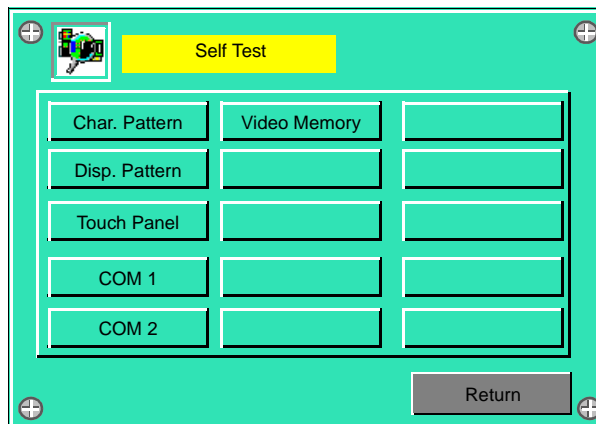 Self Test
Char. Pattern Video Memory
Disp. Pattern
Touch Panel
COM 1
COM 2
Return